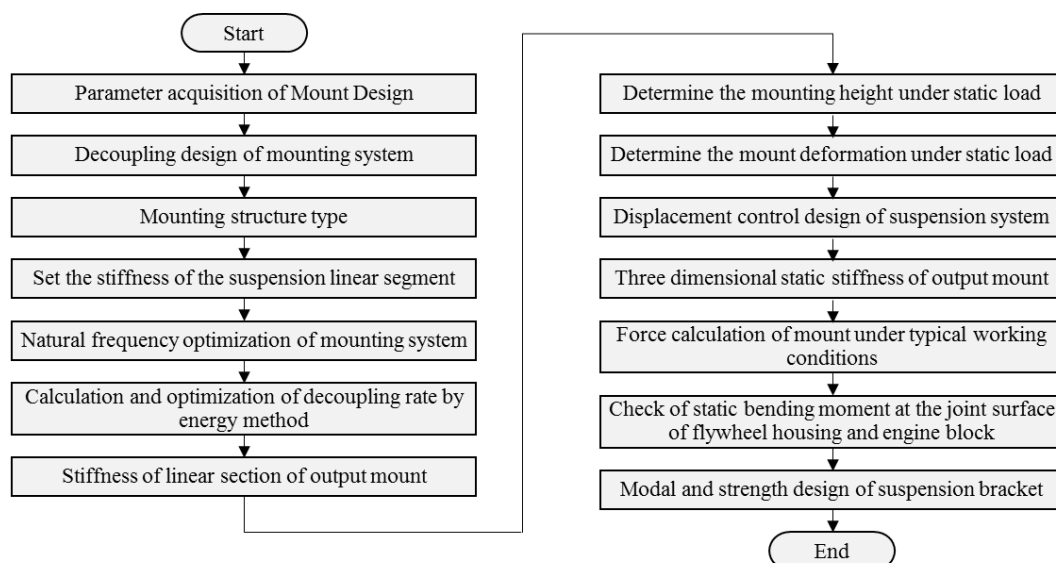 Start
Parameter acquisition of Mount Design
Decoupling design of mounting system
Mounting structure type
Set the stiffness of the suspension linear segment
Natural frequency optimization of mounting system
Calculation and optimization of decoupling rate by
energy method
Stiffness of linear section of output mount
Determine the mounting height under static load
Determine the mount deformation under static load
Displacement control design of suspension system
Three dimensional static stiffness of output mount
Force calculation of mount under typical working
conditions
Check of static bending moment at the joint surface
of flywheel housing and engine block
Modal and strength design of suspension bracket
End